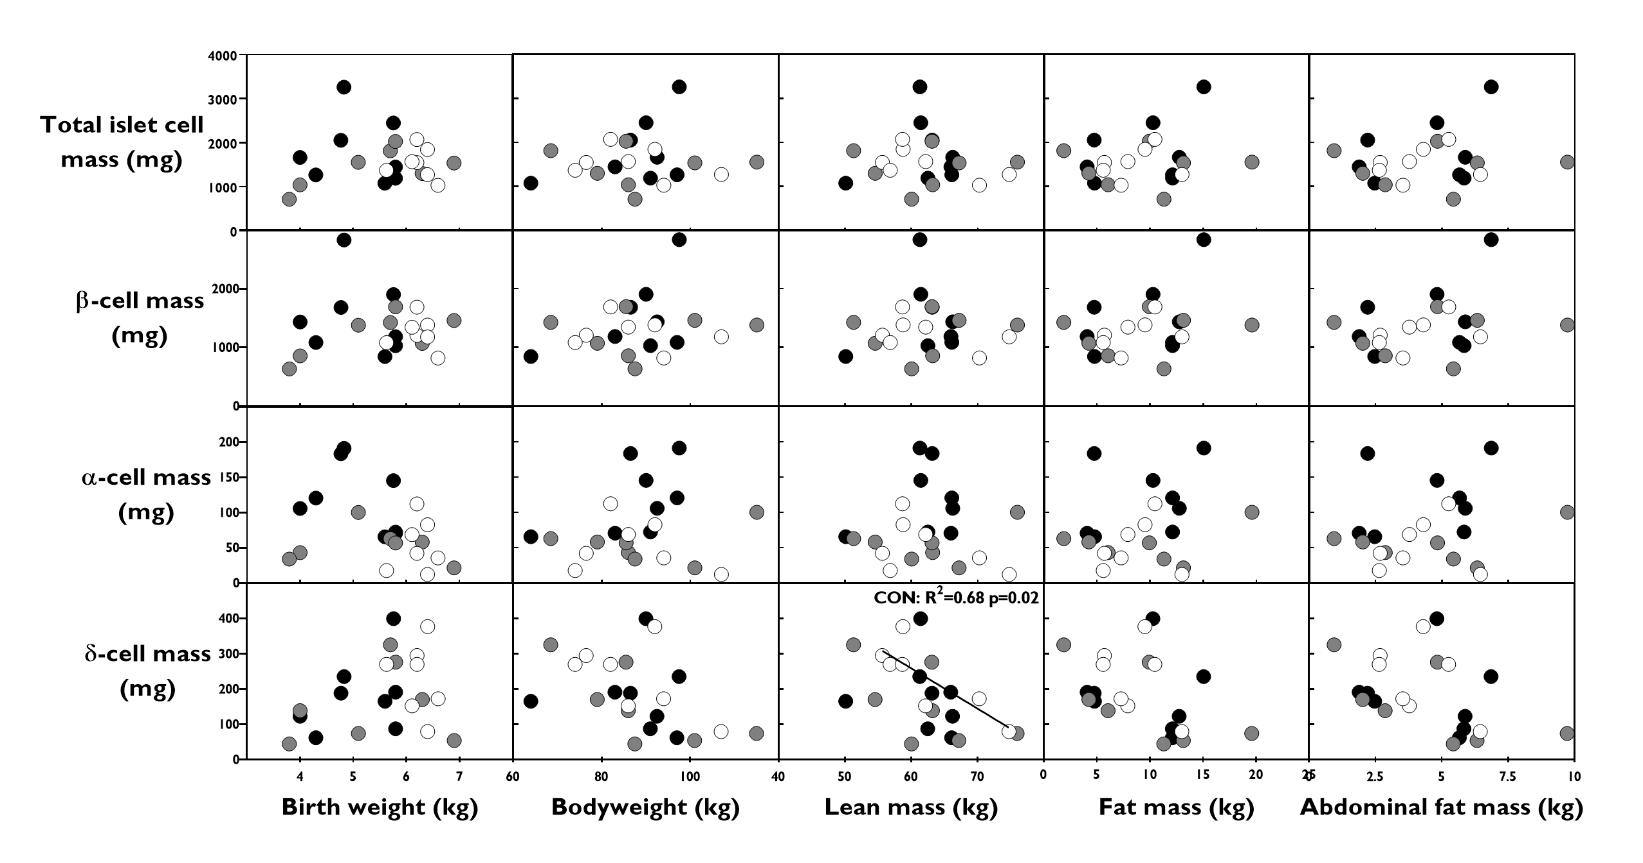 4000
3000
2000
1000
0
Total islet cell
mass (mg)
2000
1000
0
β-cell mass
(mg)
200
150
100
50
0
α-cell mass
(mg)
CON: R²=0.68 p=0.02
400
300
200
100
0
δ-cell mass
(mg)
4 5 6 7 60 80 100 40 50 60 70 0 5 10 15 20 25 0 2.5 5 7.5 10
Birth weight (kg) Bodyweight (kg) Lean mass (kg) Fat mass (kg) Abdominal fat mass (kg)